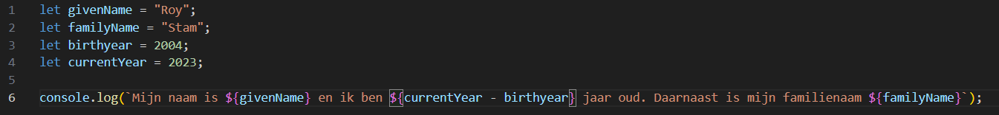 1 let givenName = "Roy";
2 let familyName = "Stam";
3 let birthyear = 2004;
4 let currentYear = 2023;
5
6 console.log(`Mijn naam is ${givenName} en ik ben ${currentYear - birthyear} jaar oud. Daarnaast is mijn familienaam ${familyName}`);